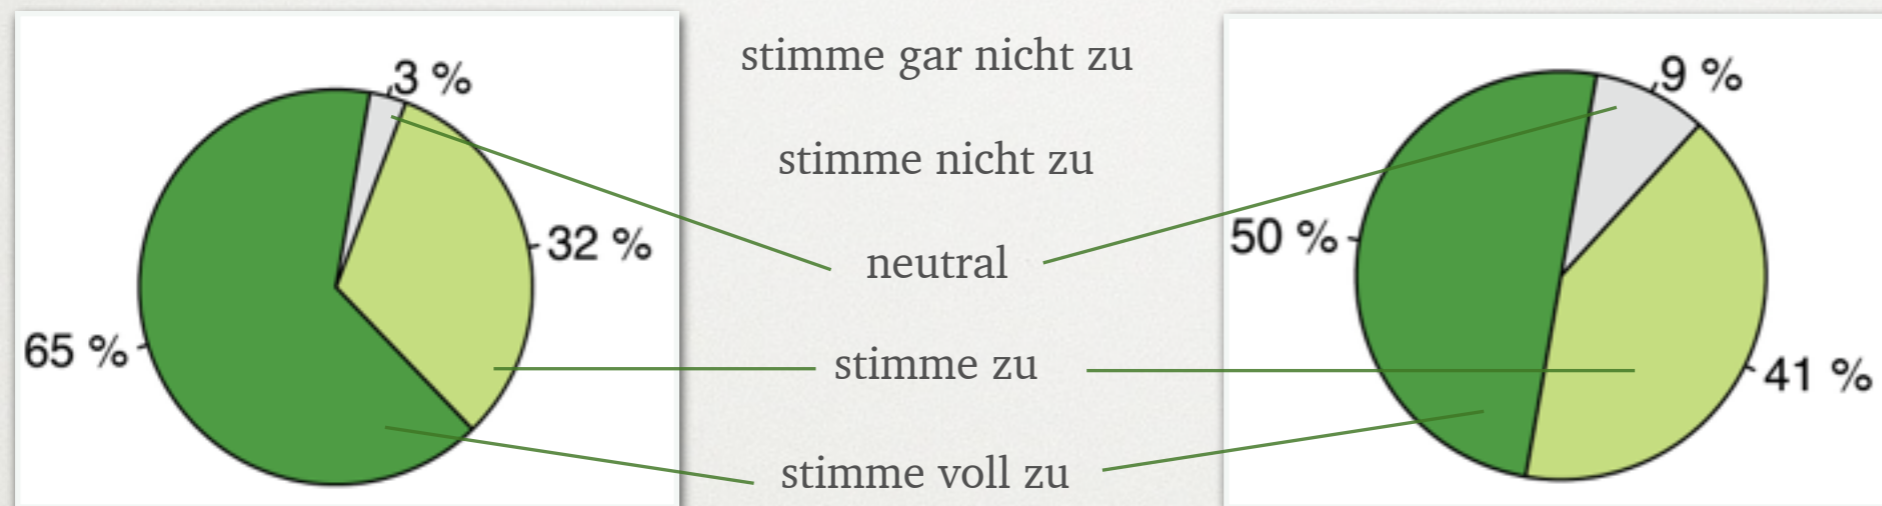 3 %
32 %
65 %
stimme gar nicht zu
stimme nicht zu
neutral
stimme zu
stimme voll zu
9 %
50 %
41 %